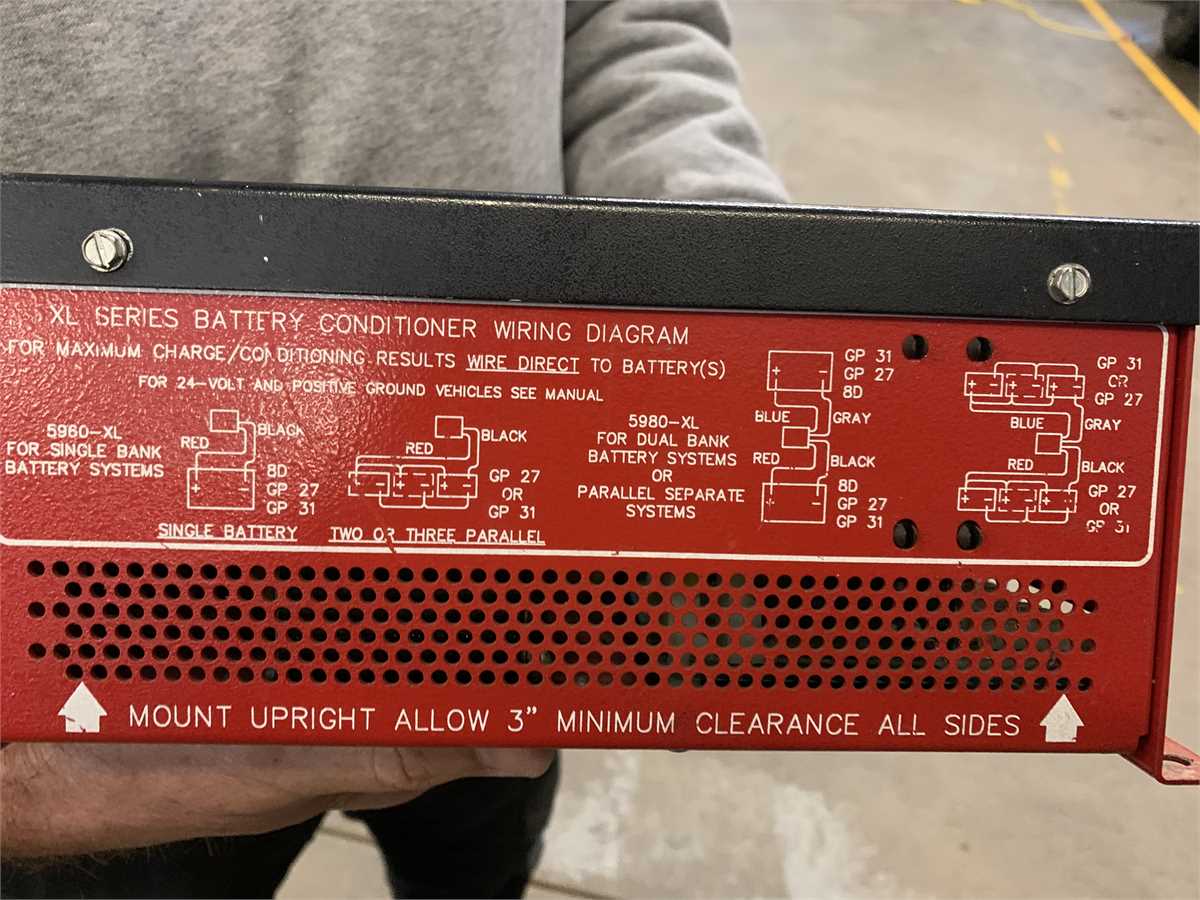 XL SERIES BATTERY CONDITIONER WIRING DIAGRAM
FOR MAXIMUM CHARGE/CONDITIONING RESULTS WIRE DIRECT TO BATTERY(S)
FOR 24-VOLT AND POSITIVE GROUND VEHICLES SEE MANUAL
5960-XL
FOR SINGLE BANK
BATTERY SYSTEMS
RED
BLACK
+ -
8D
GP 27
GP 31
SINGLE BATTERY
RED
BLACK
+ - + - + -
GP 27
OR
GP 31
TWO OR THREE PARALLEL
5980-XL
FOR DUAL BANK
BATTERY SYSTEMS
OR
PARALLEL SEPARATE
SYSTEMS
+ -
GP 31
GP 27
8D
BLUE
GRAY
RED
BLACK
+ -
8D
GP 27
GP 31
+ - + - + -
GP 31
OR
GP 27
BLUE
GRAY
RED
BLACK
+ - + - + -
GP 27
OR
GP 31
MOUNT UPRIGHT ALLOW 3" MINIMUM CLEARANCE ALL SIDES